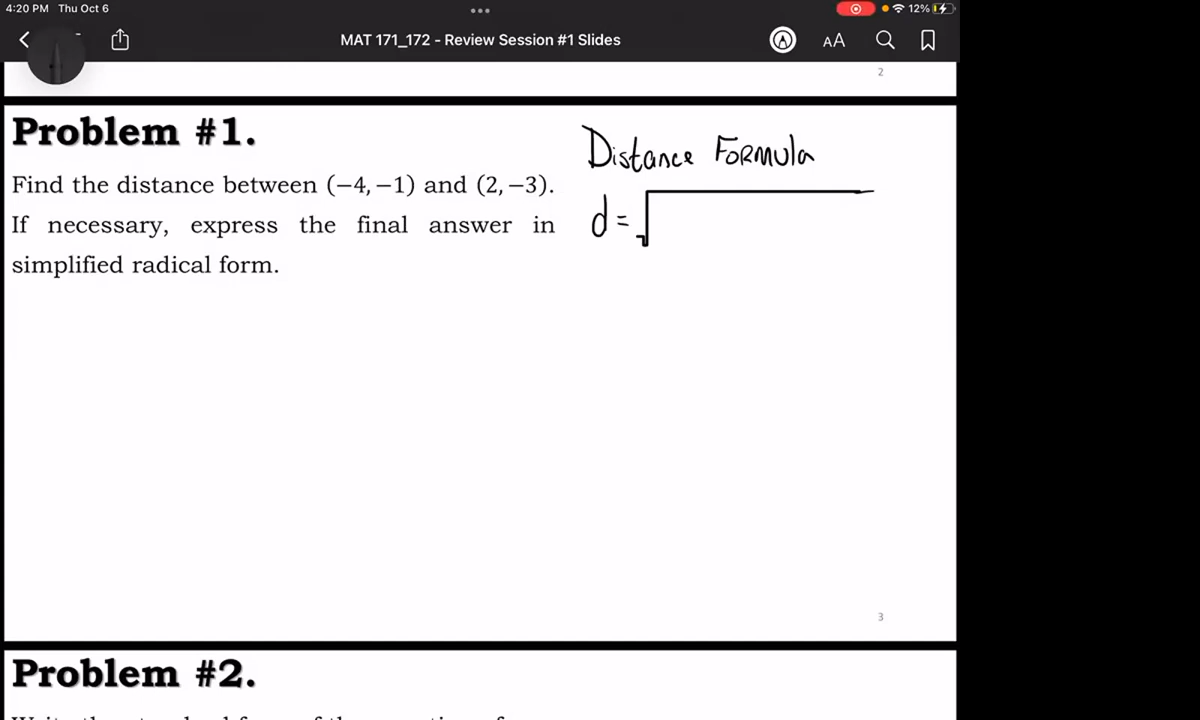 4:20 PM Thu Oct 6
12%
MAT 171_172 - Review Session #1 Slides
AA
2
Problem #1.
Find the distance between (−4, −1) and (2, −3).
If necessary, express the final answer in
simplified radical form.
Distance Formula
d = √
3
Problem #2.